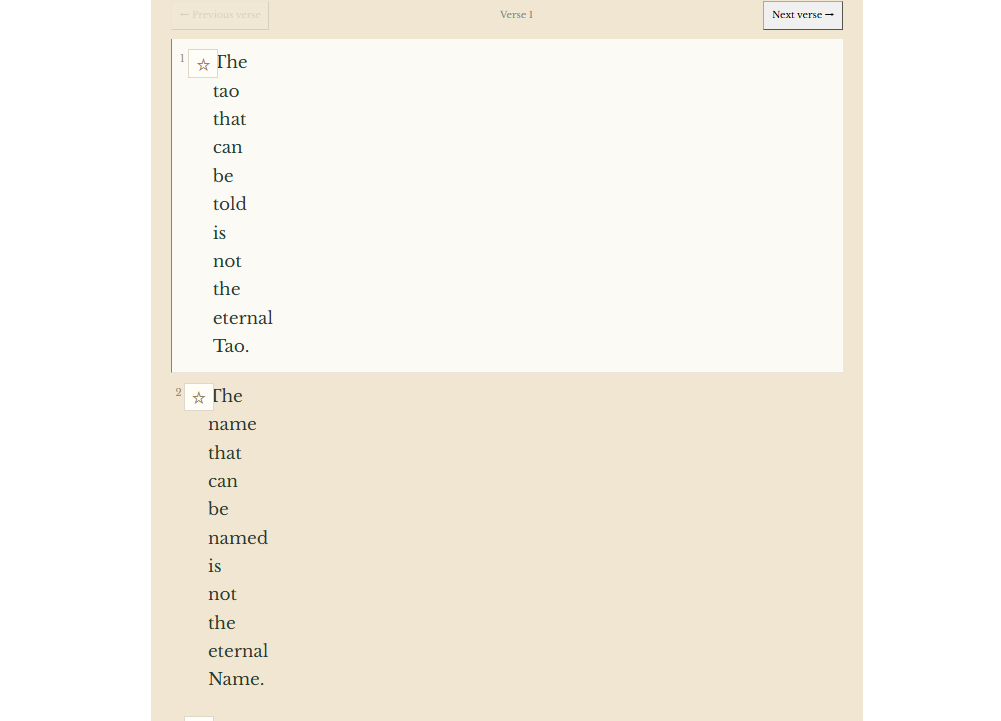 ← Previous verse
Verse 1
Next verse →
1 ☆ The
tao
that
can
be
told
is
not
the
eternal
Tao.
2 ☆ The
name
that
can
be
named
is
not
the
eternal
Name.